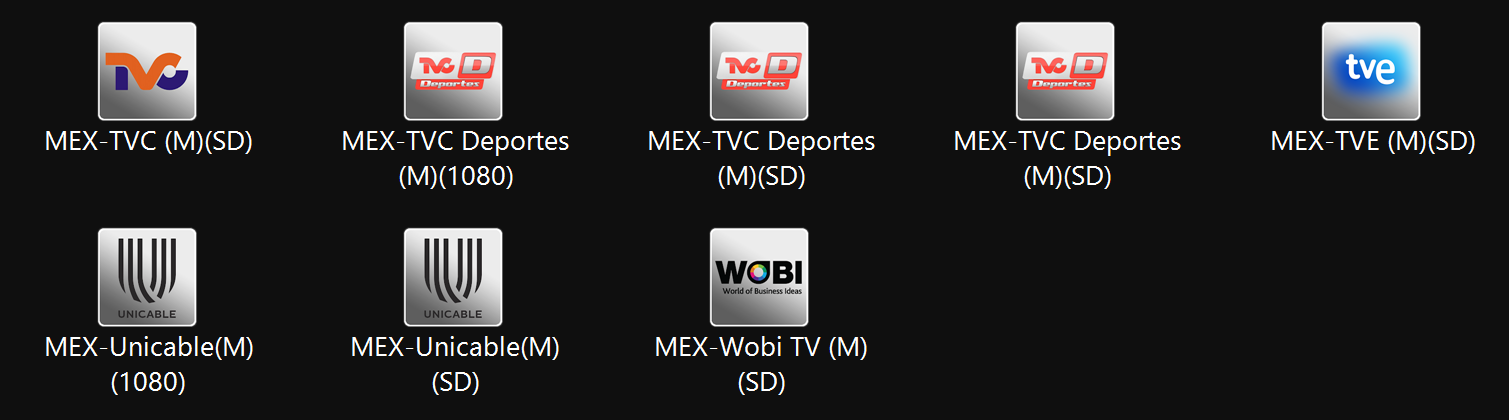 TVC
TVC D
Deportes
TVC D
Deportes
TVC D
Deportes
tve
MEX-TVC (M)(SD)
MEX-TVC Deportes
(M)(1080)
MEX-TVC Deportes
(M)(SD)
MEX-TVC Deportes
(M)(SD)
MEX-TVE (M)(SD)
UNICABLE
UNICABLE
WOBI
World of Business Ideas
MEX-Unicable(M)
(1080)
MEX-Unicable(M)
(SD)
MEX-Wobi TV (M)
(SD)